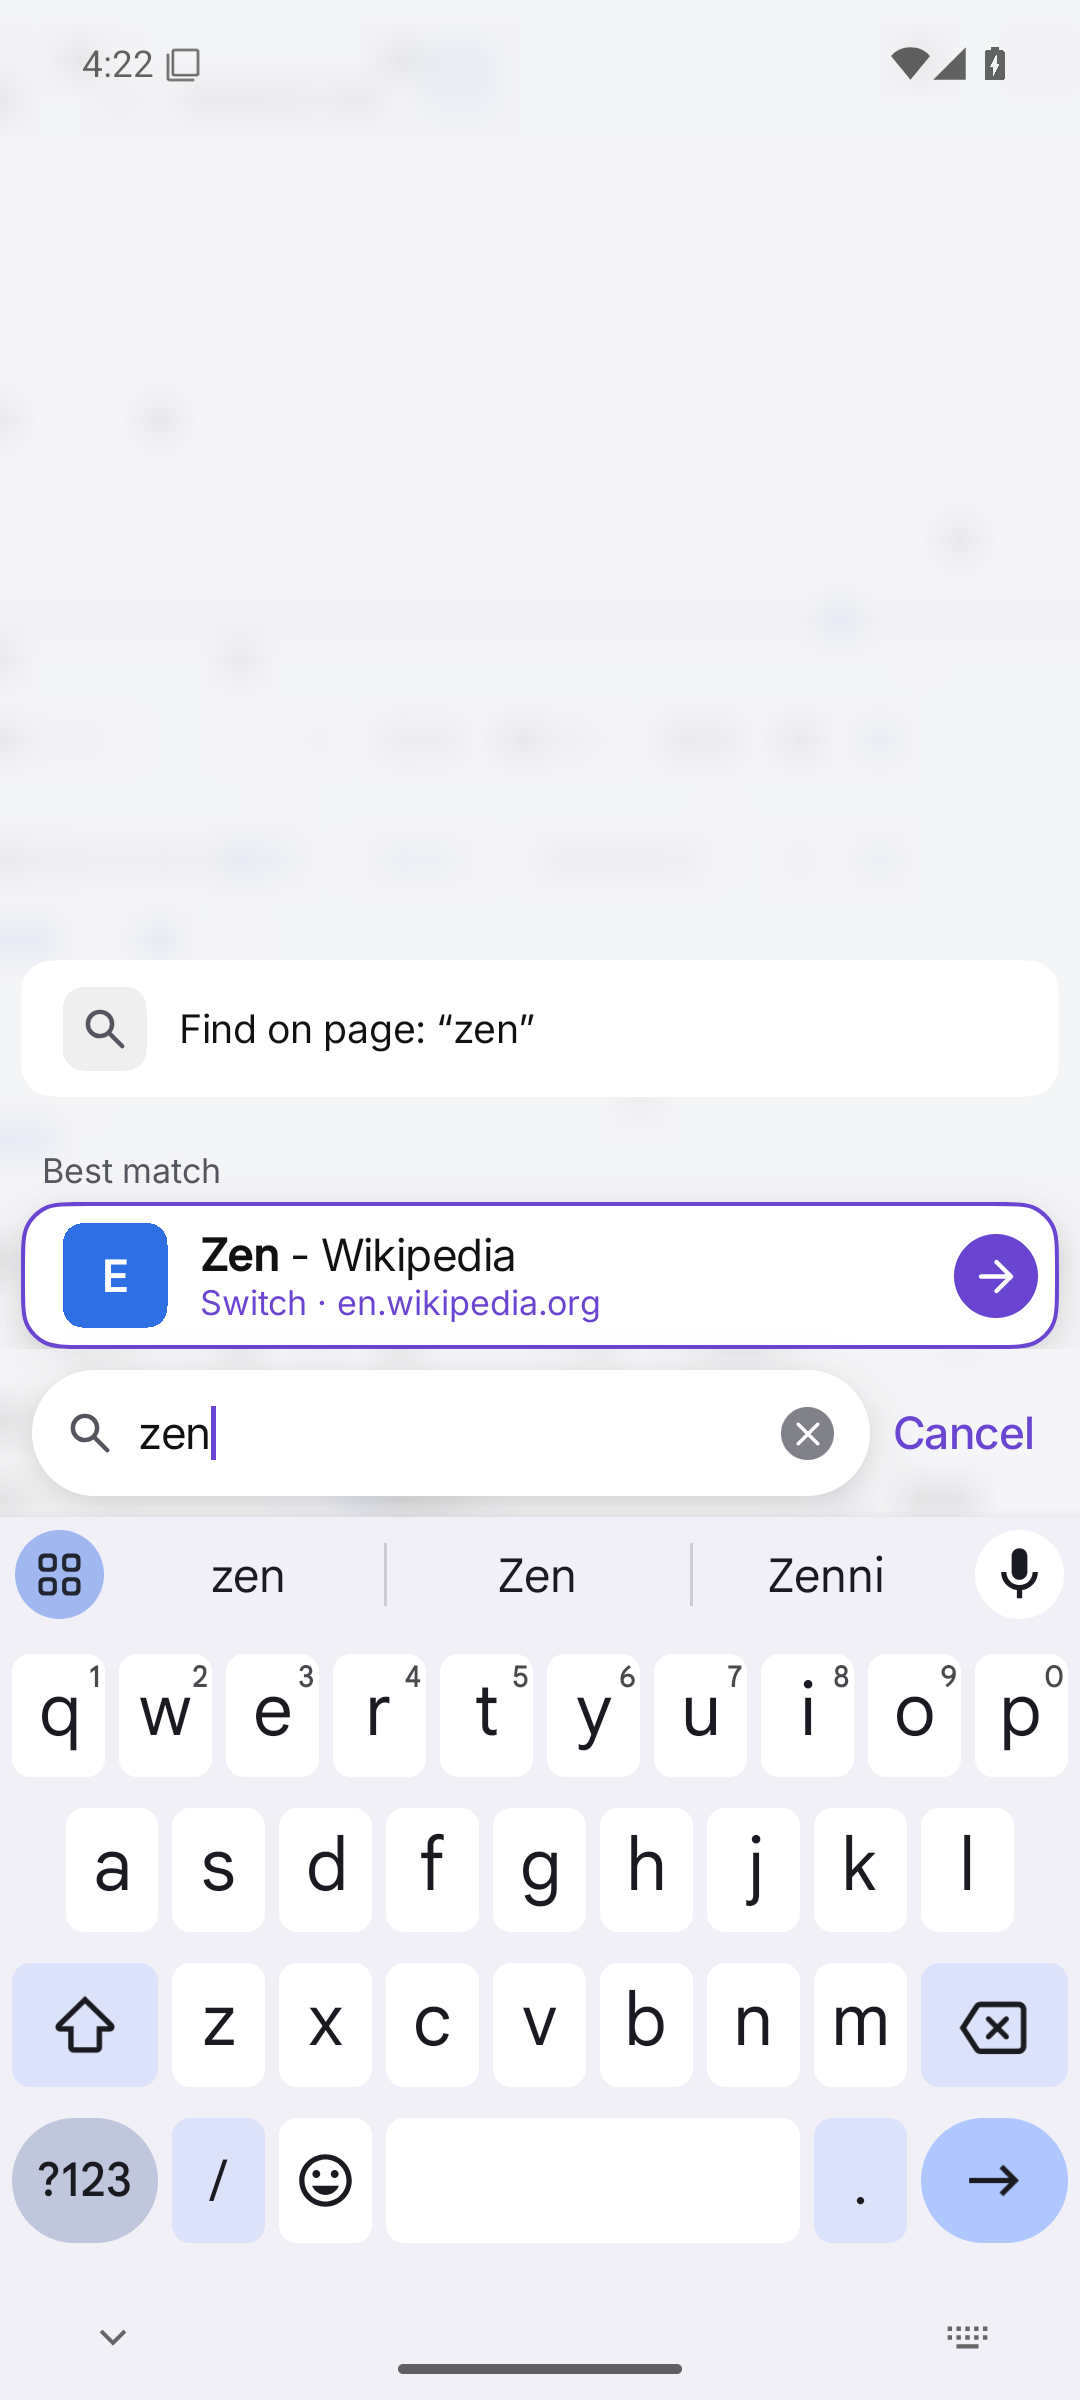 4:22
Find on page: “zen”
Best match
E
Zen - Wikipedia
Switch · en.wikipedia.org
zen
Cancel
zen Zen Zenni
q1 w2 e3 r4 t5 y6 u7 i8 o9 p0
a s d f g h j k l
z x c v b n m
?123 / .